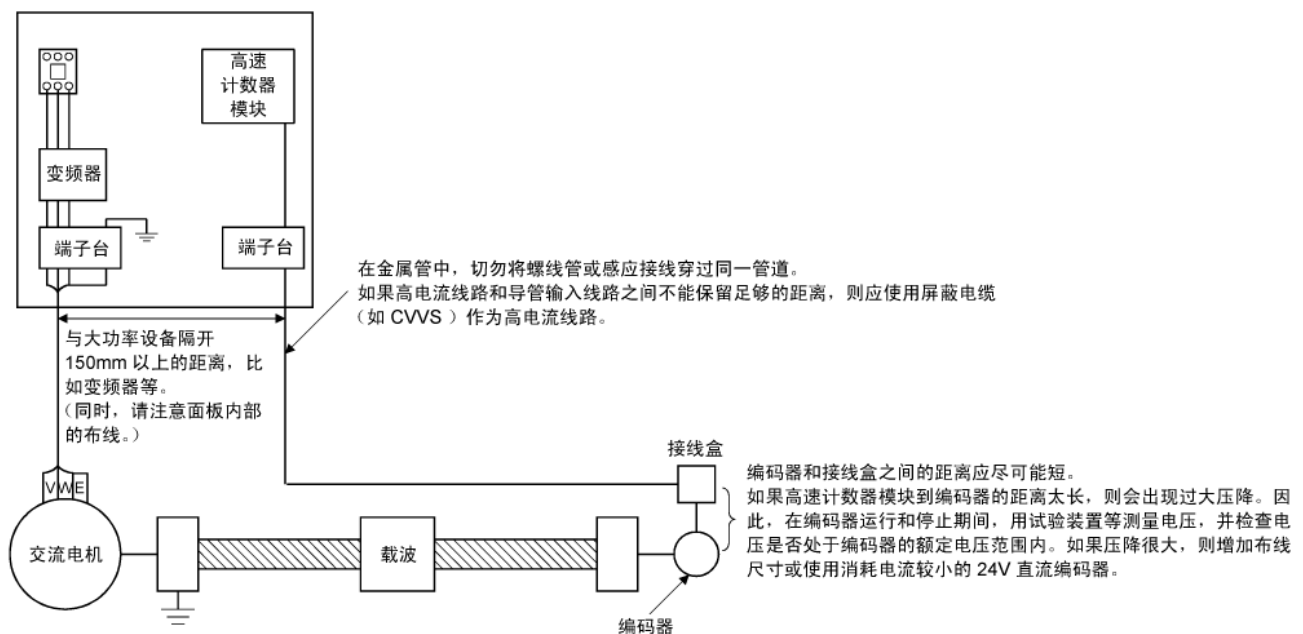 高速
计数器
模块
变频器
端子台
端子台
在金属管中，切勿将螺线管或感应接线穿过同一管道。
如果高电流线路和导管输入线路之间不能保留足够的距离，则应使用屏蔽电缆
（如 CVVS ）作为高电流线路。
与大功率设备隔开
150mm 以上的距离，比
如变频器等。
（同时，请注意面板内部
的布线。）
接线盒
编码器和接线盒之间的距离应尽可能短。
如果高速计数器模块到编码器的距离太长，则会出现过大压降。因
此，在编码器运行和停止期间，用试验装置等测量电压，并检查电
压是否处于编码器的额定电压范围内。如果压降很大，则增加布线
尺寸或使用消耗电流较小的 24V 直流编码器。
VWE
交流电机
载波
编码器